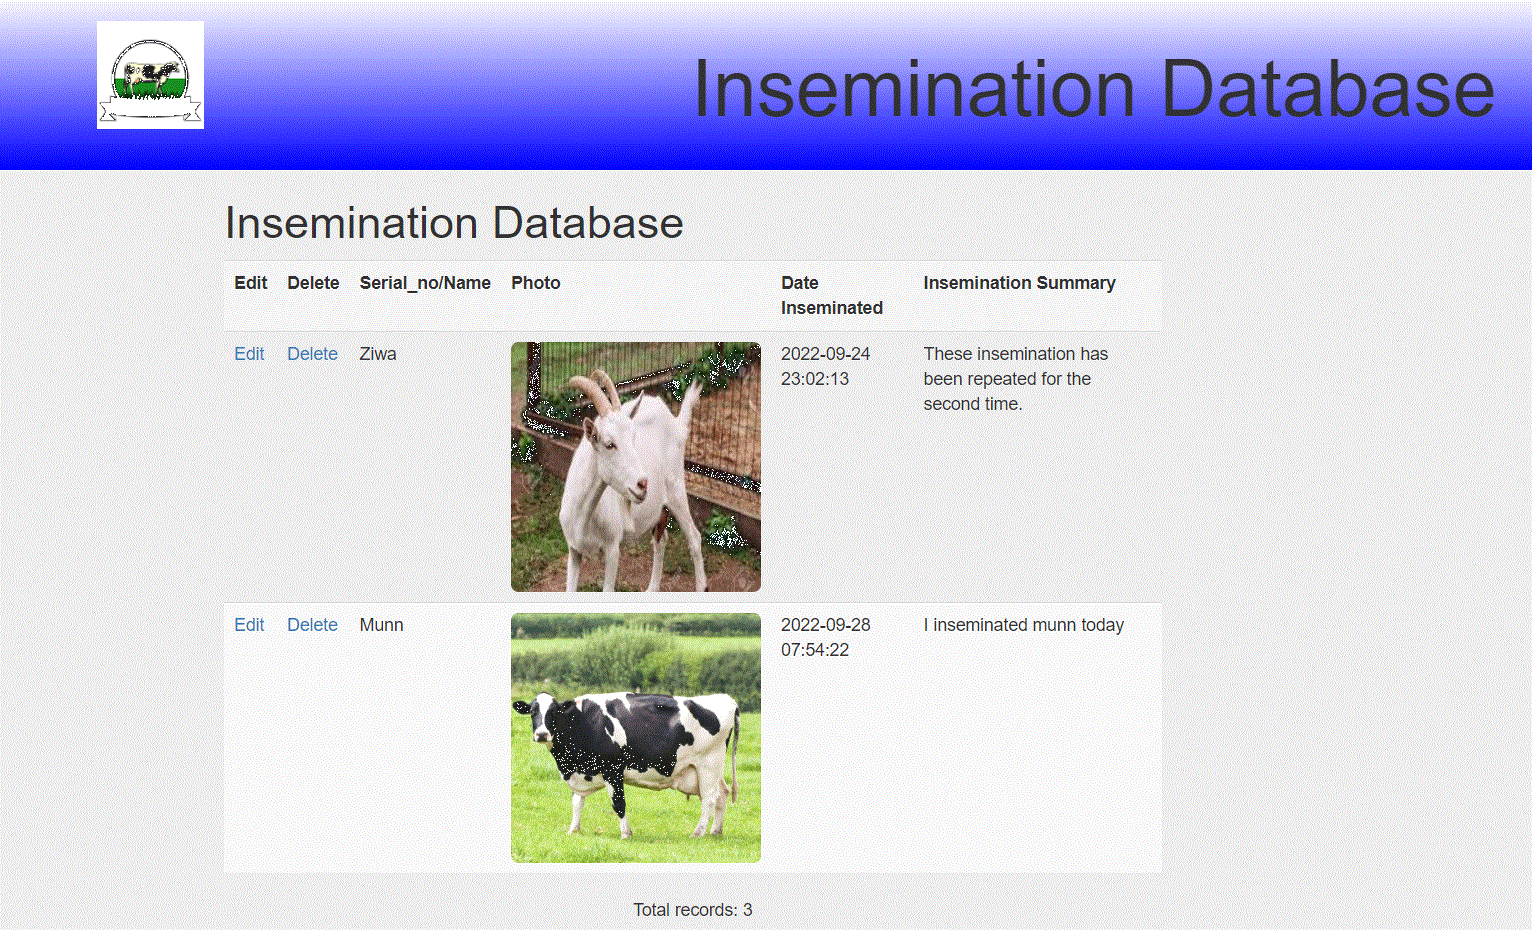 Insemination Database
Insemination Database
Edit Delete Serial_no/Name Photo Date Inseminated Insemination Summary
Edit Delete Ziwa 2022-09-24 23:02:13 These insemination has been repeated for the second time.
Edit Delete Munn 2022-09-28 07:54:22 I inseminated munn today
Total records: 3